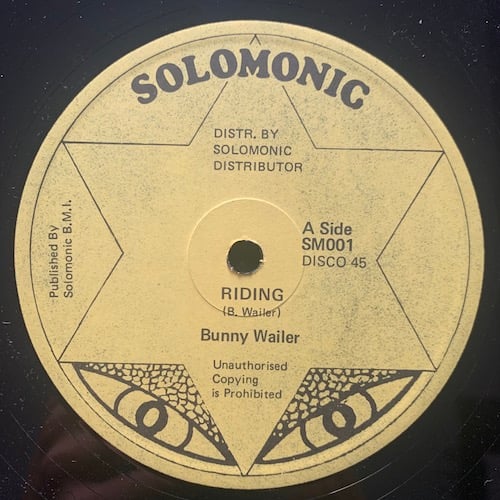 SOLOMONIC
DISTR. BY
SOLOMONIC
DISTRIBUTOR
Published By
Solomonic B.M.I.
A Side
SM001
DISCO 45
RIDING
(B. Wailer)
Bunny Wailer
Unauthorised
Copying
is Prohibited